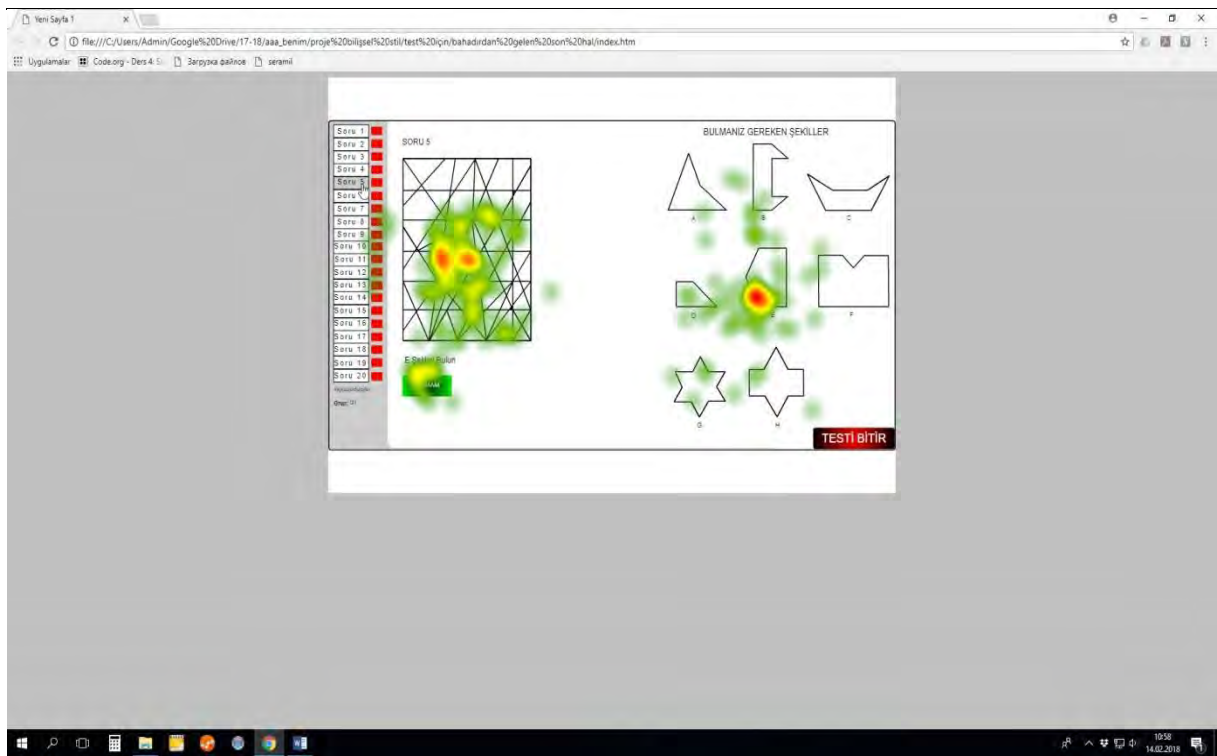 Yeni Sayfa 1
file:///C:/Users/Admin/Google%20Drive/17-18/aaa_benim/proje%20bilişsel%20stil/test%20için/bahadırdan%20gelen%20son%20hal/index.htm
Uygulamalar Code.org - Ders 4: Загрузка файлов seramil
Soru 1
Soru 2
Soru 3
Soru 4
Soru 5
Soru
Soru 7
Soru 8
Soru 9
Soru 10
Soru 11
Soru 12
Soru 13
Soru 14
Soru 15
Soru 16
Soru 17
Soru 18
Soru 19
Soru 20
SORU 5
E Şeklini Bulun
BULMANIZ GEREKEN ŞEKİLLER
A B C
D E F
G H
TESTİ BİTİR
10:58
14.02.2018